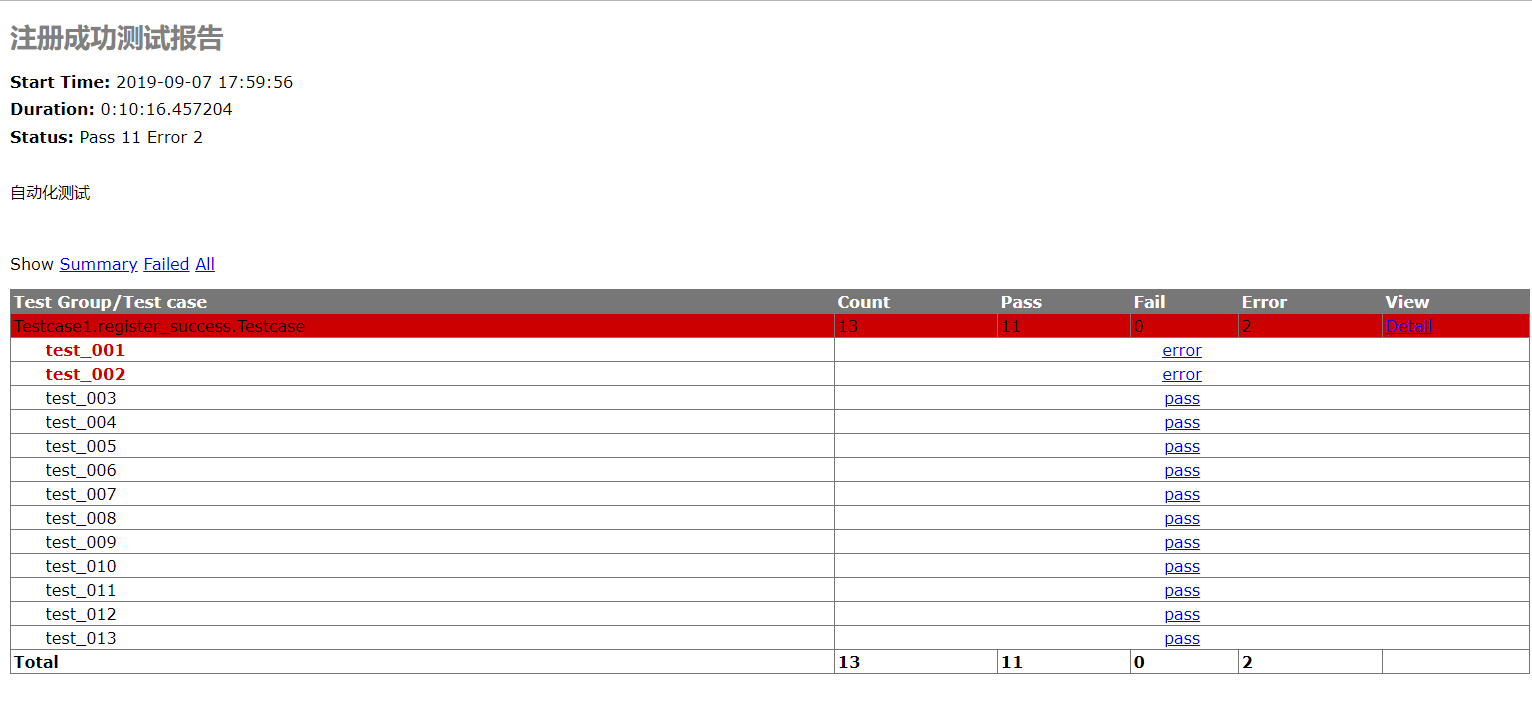 注册成功测试报告
Start Time: 2019-09-07 17:59:56
Duration: 0:10:16.457204
Status: Pass 11 Error 2
自动化测试
Show Summary Failed All
Test Group/Test case Count Pass Fail Error View
Testcase1.register_success.Testcase 13 11 0 2 Detail
test_001 error
test_002 error
test_003 pass
test_004 pass
test_005 pass
test_006 pass
test_007 pass
test_008 pass
test_009 pass
test_010 pass
test_011 pass
test_012 pass
test_013 pass
Total 13 11 0 2